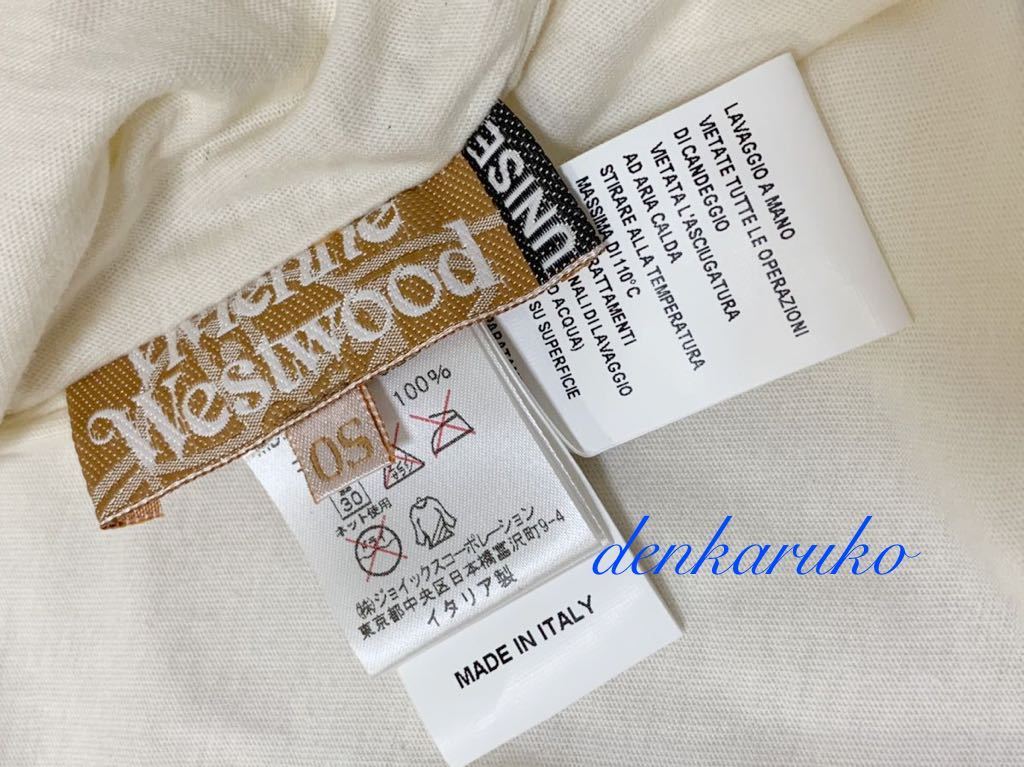 Vivienne
Westwood
UNISE
OS
100%
30
ネット使用
㈱ジョイックスコーポレーション
東京都中央区日本橋富沢町9-4
イタリア製
MADE IN ITALY
LAVAGGIO A MANO
VIETATE TUTTE LE OPERAZIONI
DI CANDEGGIO
VIETATA L'ASCIUGATURA
AD ARIA CALDA
STIRARE ALLA TEMPERATURA
MASSIMA DI 110°C
TRATTAMENTI
NALI DI LAVAGGIO
O ACQUA)
SU SUPERFICIE
denkaruko